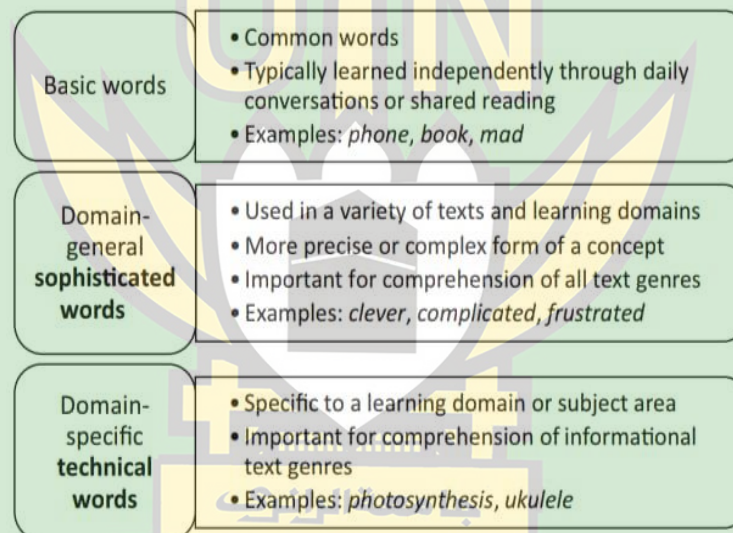 UIN
Basic words
• Common words
• Typically learned independently through daily
conversations or shared reading
• Examples: phone, book, mad
Domain-
general
sophisticated
words
• Used in a variety of texts and learning domains
• More precise or complex form of a concept
• Important for comprehension of all text genres
• Examples: clever, complicated, frustrated
Domain-
specific
technical
words
• Specific to a learning domain or subject area
• Important for comprehension of informational
text genres
• Examples: photosynthesis, ukulele
جامعة الرانيري